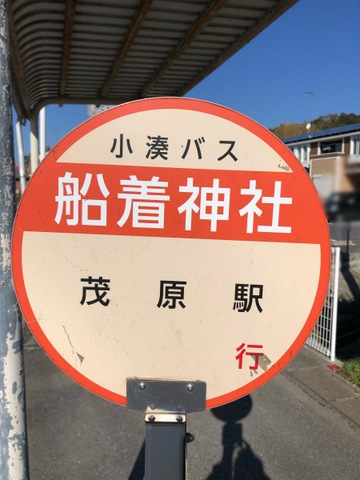 小湊バス
船着神社
茂原駅
行